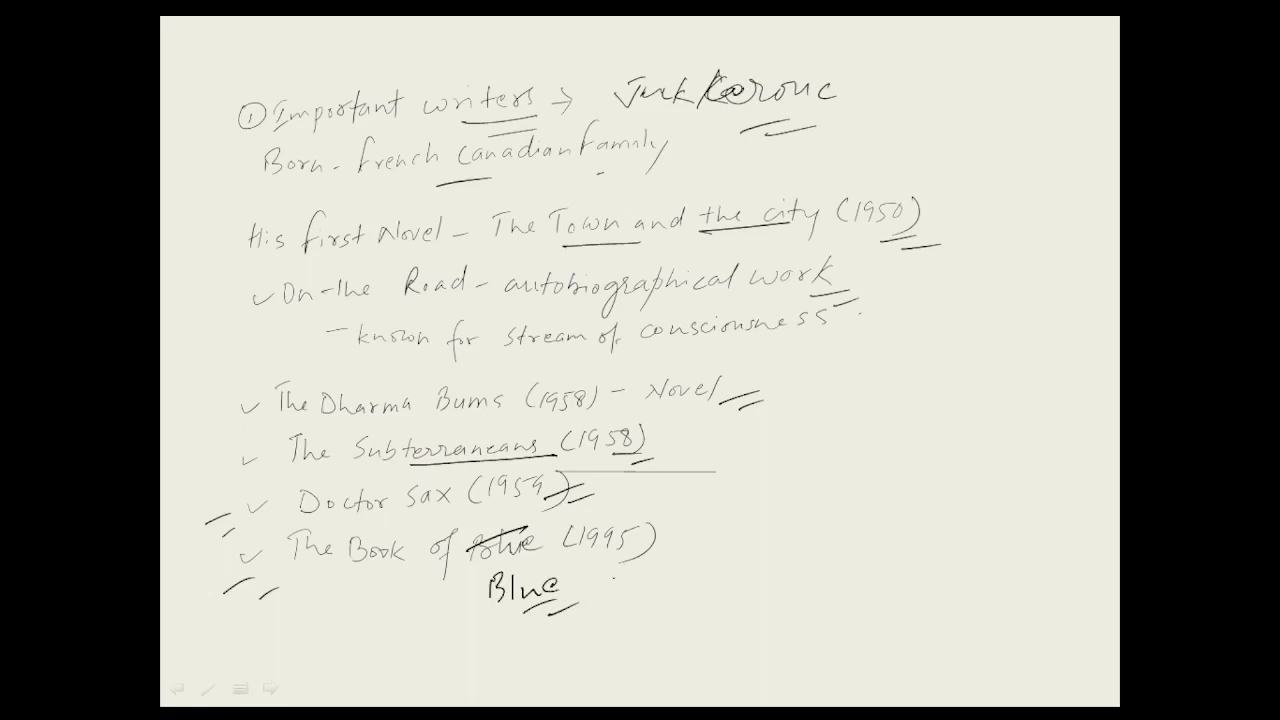 ① Important writers → Jack Kerouc
Born - French Canadian Family
His first Novel - The Town and the city (1950)
✓ On-the Road - autobiographical work
- known for stream of consciousness.
✓ The Dharma Bums (1958) - Novel
✓ The Subterraneans (1958)
✓ Doctor Sax (1959)
✓ The Book of (1995)
Blue